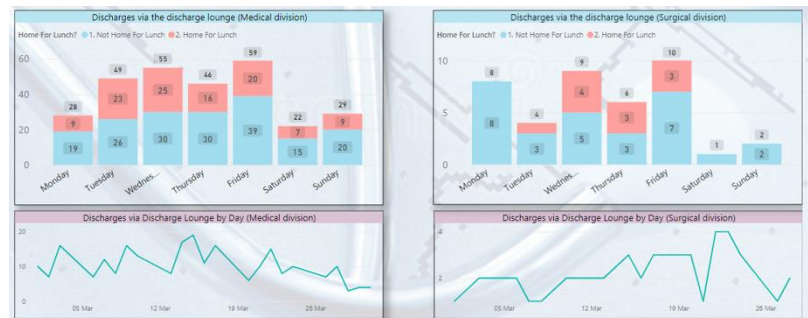 Discharges via the discharge lounge (Medical division)
Home For Lunch? 1. Not Home For Lunch 2. Home For Lunch
60
40
20
0
28
9
19
49
23
26
55
25
30
46
16
30
59
20
39
22
7
15
29
9
20
Monday
Tuesday
Wednes...
Thursday
Friday
Saturday
Sunday
Discharges via the discharge lounge (Surgical division)
Home For Lunch? 1. Not Home For Lunch 2. Home For Lunch
10
5
0
8
8
4
3
9
4
5
6
3
3
10
3
7
1
2
2
Monday
Tuesday
Wednes...
Thursday
Friday
Saturday
Sunday
Discharges via Discharge Lounge by Day (Medical division)
20
10
0
05 Mar
12 Mar
19 Mar
26 Mar
Discharges via Discharge Lounge by Day (Surgical division)
4
2
05 Mar
12 Mar
19 Mar
26 Mar